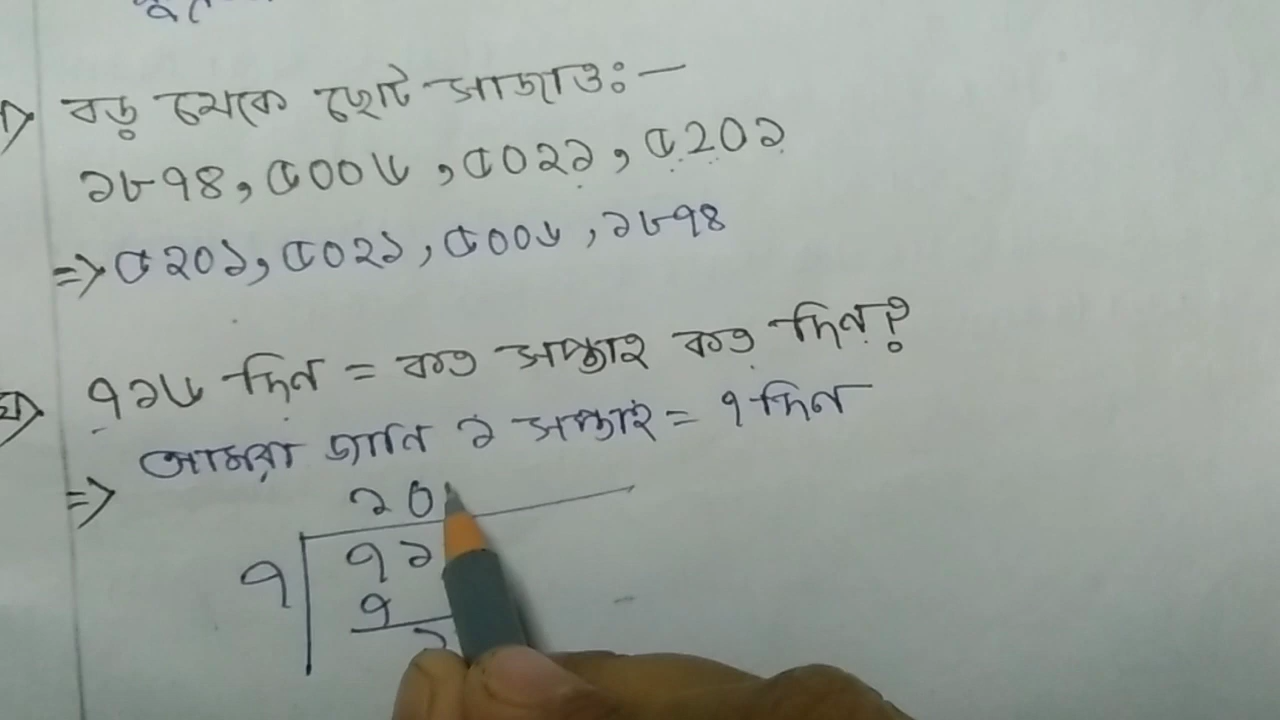 বড় থেকে ছোট সাজাও:—
১৮৭৪, ৫০০৬, ৫০২১, ৫২০১
=> ৫২০১, ৫০২১, ৫০০৬, ১৮৭৪
ঘ> ৭১৬ দিন = কত সপ্তাহ কত দিন?
=> আমরা জানি ১ সপ্তাহ = ৭ দিন
১০
৭ ৭১
৭
১